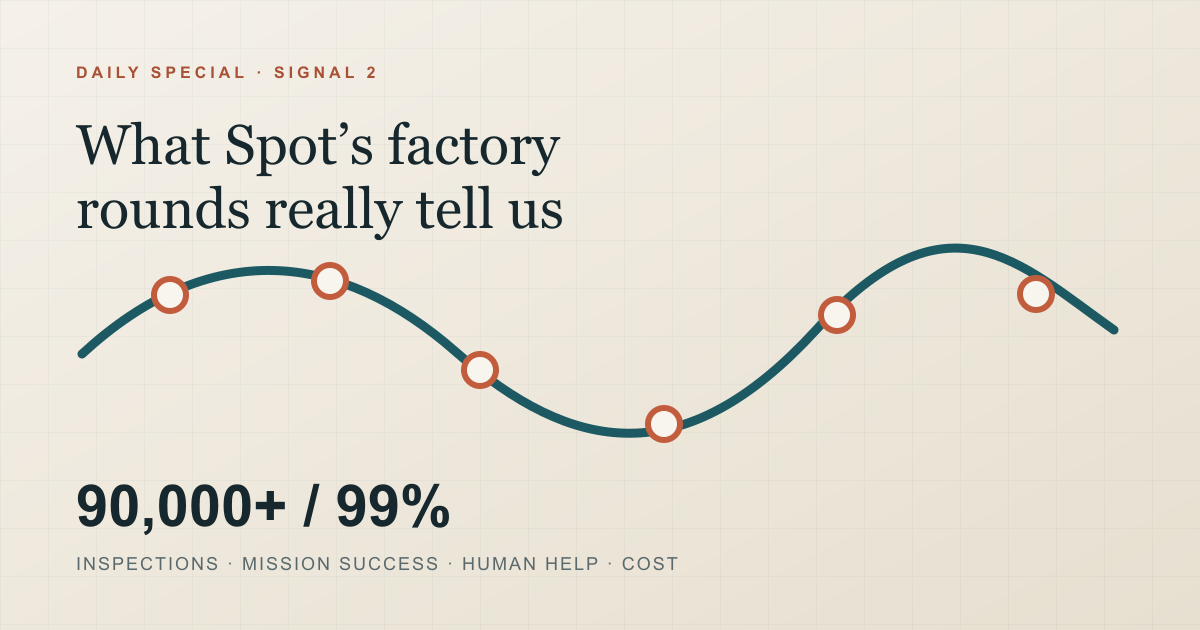 DAILY SPECIAL · SIGNAL 2
What Spot’s factory
rounds really tell us
90,000+ / 99%
INSPECTIONS · MISSION SUCCESS · HUMAN HELP · COST